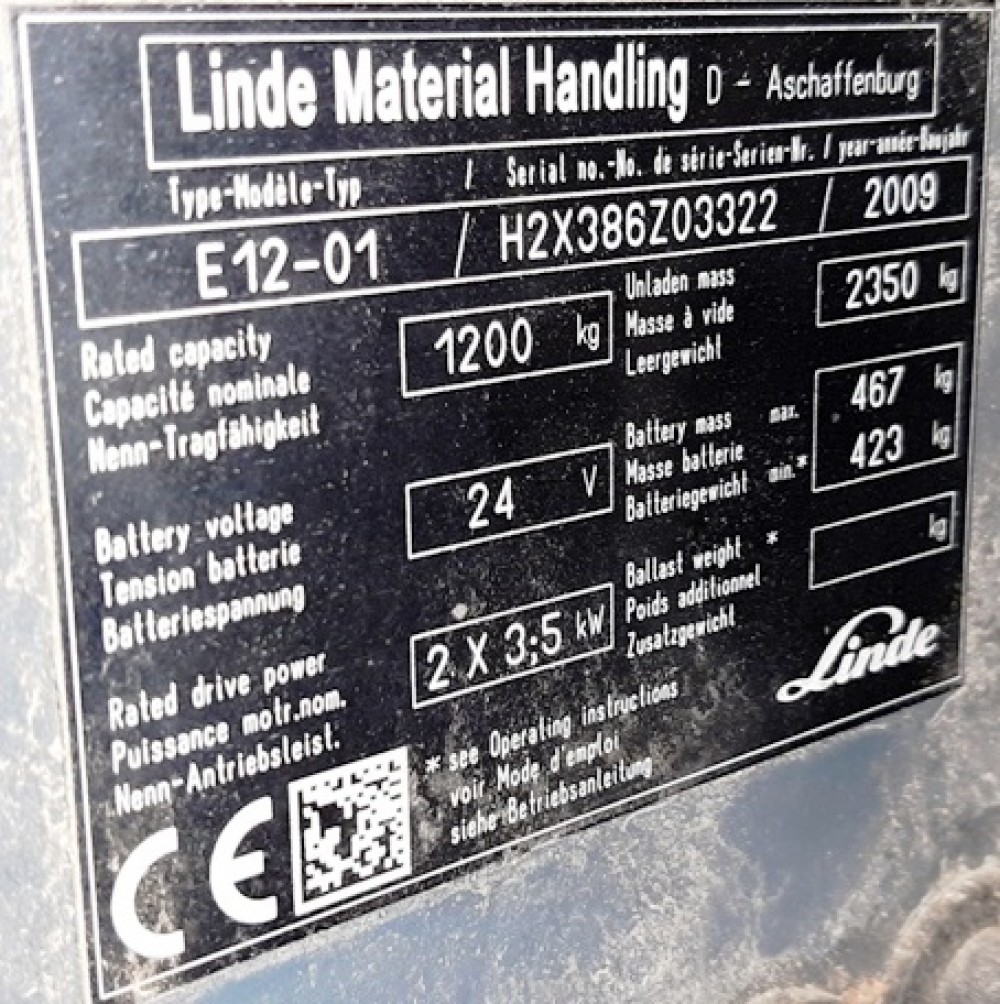 Linde Material Handling D - Aschaffenburg
Type-Modèle-Typ / Serial no.-No. de série-Serien-Nr. / year-année-Baujahr
E12-01 / H2X386Z03322 / 2009
Rated capacity
Capacité nominale
Nenn-Tragfähigkeit
1200 kg
Unladen mass
Masse à vide
Leergewicht
2350 kg
Battery voltage
Tension batterie
Batteriespannung
24 V
Battery mass max.
Masse batterie
Batteriegewicht min.*
467 kg
423 kg
Rated drive power
Puissance motr.nom.
Nenn-Antriebsleist.
2 X 3;5 kW
Ballast weight *
Poids additionnel
Zusatzgewicht
kg
Linde
* see Operating instructions
voir Mode d'emploi
siehe Betriebsanleitung
CE